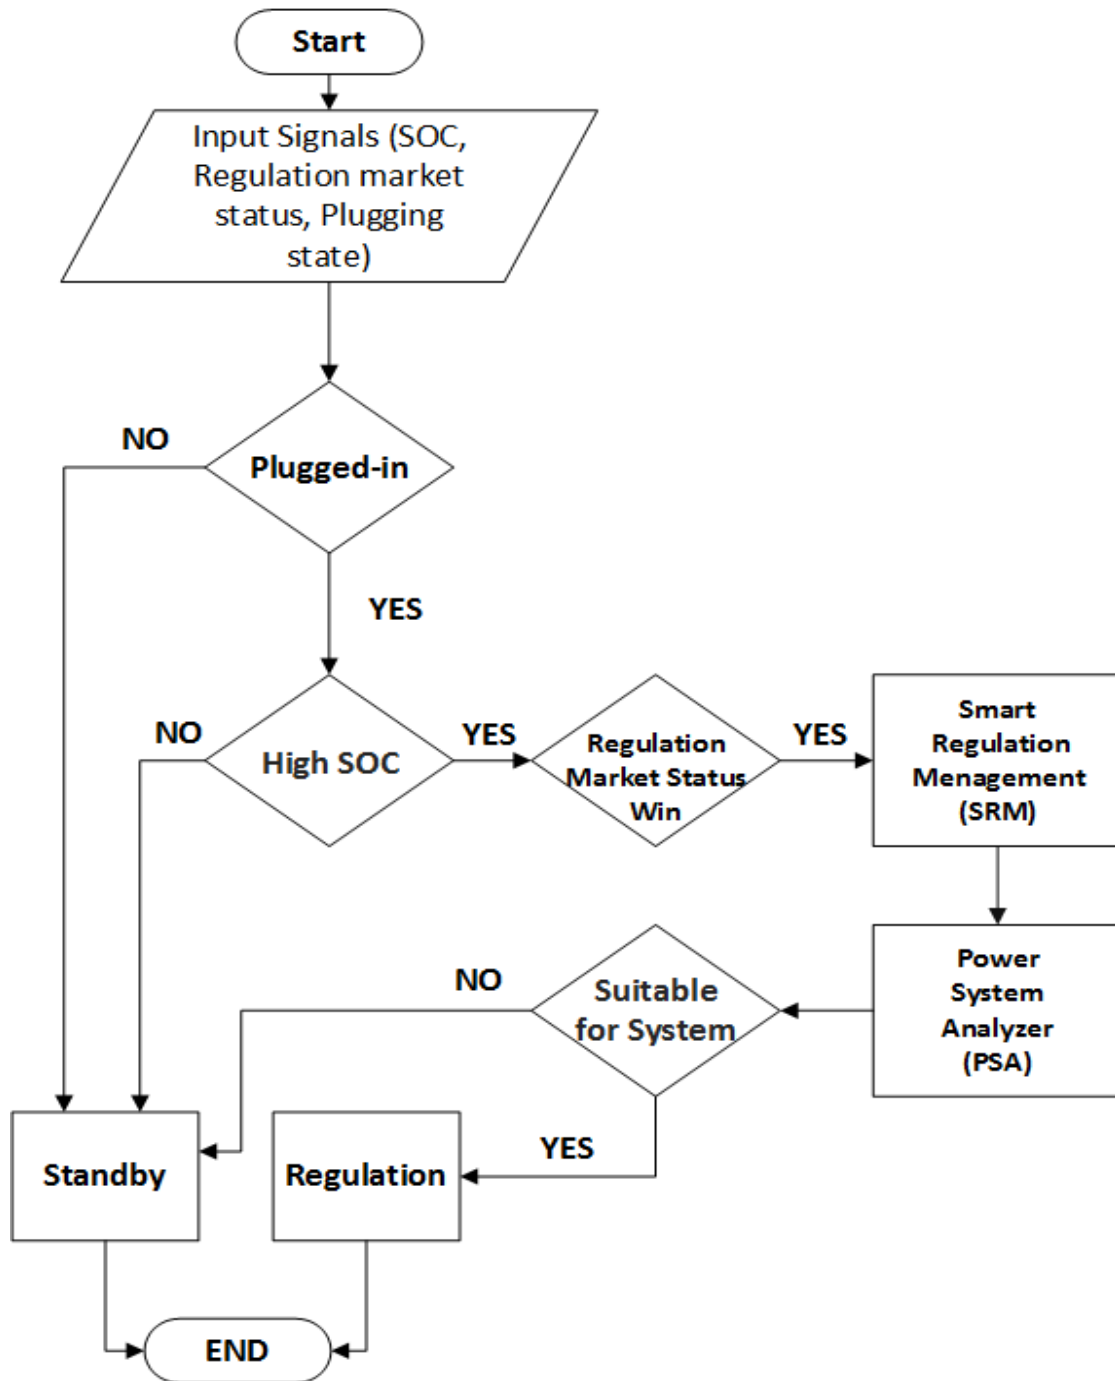 Start
Input Signals (SOC,
Regulation market
status, Plugging
state)
NO
Plugged-in
YES
NO
High SOC
YES
Regulation
Market Status
Win
YES
Smart
Regulation
Menagement
(SRM)
NO
Suitable
for System
Power
System
Analyzer
(PSA)
YES
Standby
Regulation
END